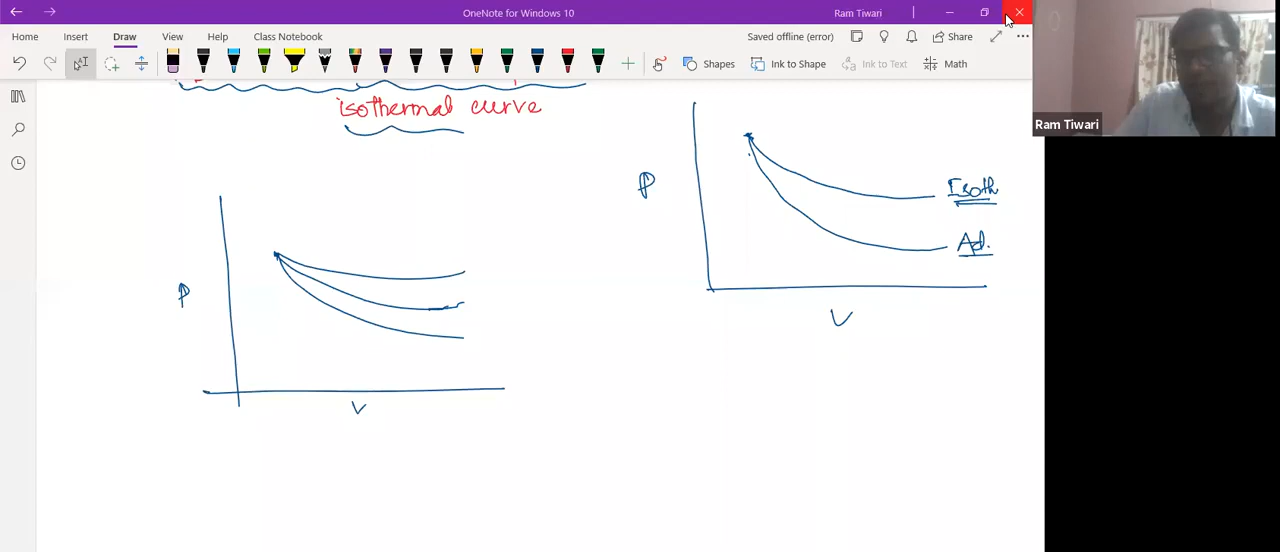 OneNote for Windows 10
Ram Tiwari
Home Insert Draw View Help Class Notebook
Saved offline (error)
Share
Shapes
Ink to Shape
Ink to Text
Math
Ram Tiwari
isothermal curve
P
Isoth
Ad.
V
P
V